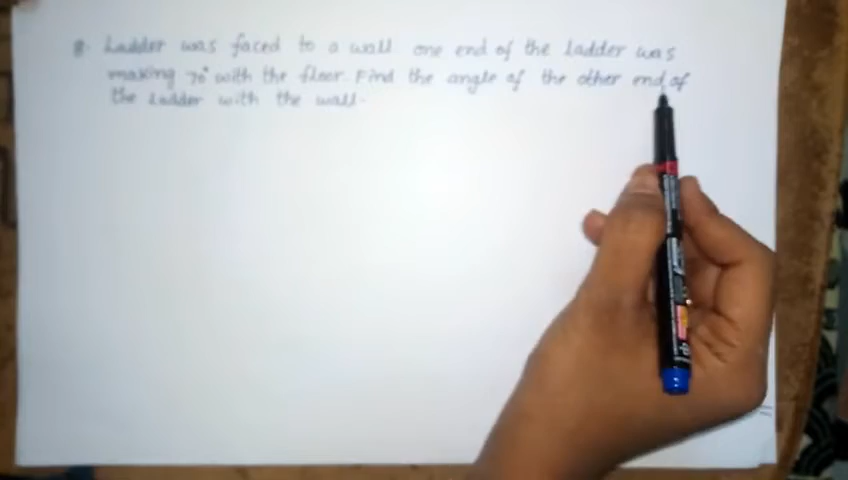 8. Ladder was faced to a wall one end of the ladder was
making 70° with the floor. Find the angle of the other end of
the Ladder with the wall.